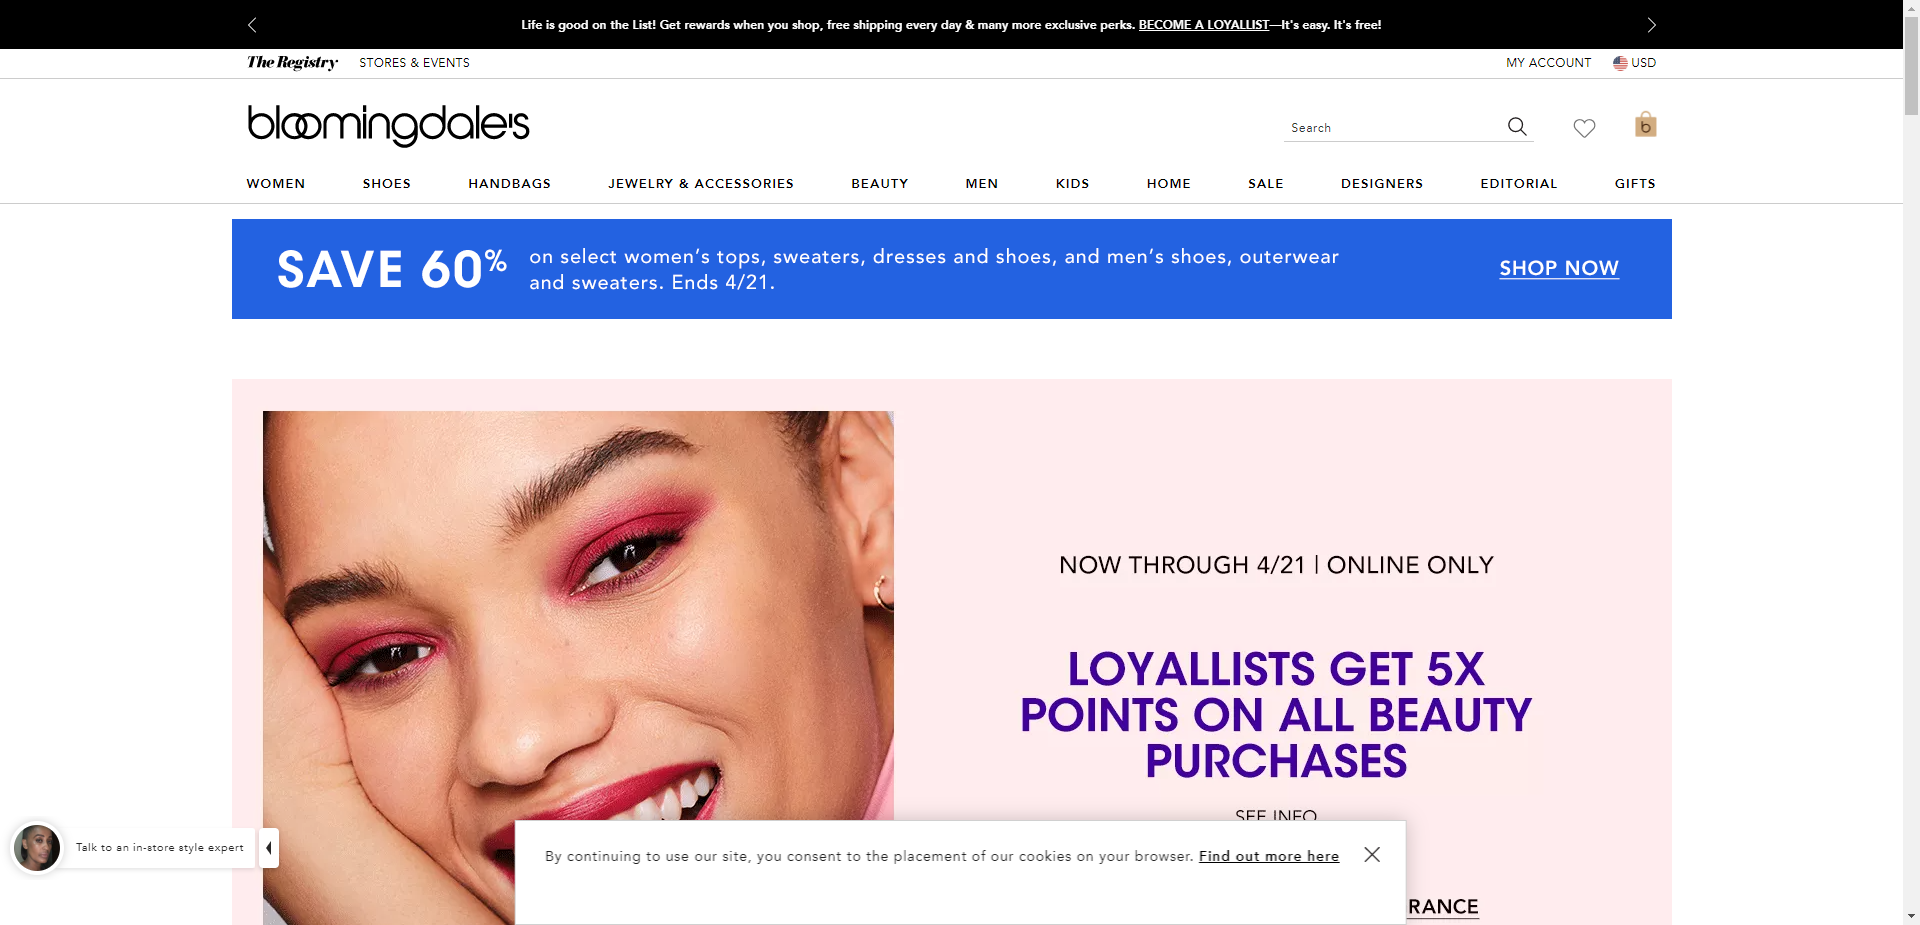 Life is good on the List! Get rewards when you shop, free shipping every day & many more exclusive perks. BECOME A LOYALLIST—It's easy. It's free!
The Registry STORES & EVENTS MY ACCOUNT USD
bloomingdale's
Search
b
WOMEN SHOES HANDBAGS JEWELRY & ACCESSORIES BEAUTY MEN KIDS HOME SALE DESIGNERS EDITORIAL GIFTS
SAVE 60%
on select women’s tops, sweaters, dresses and shoes, and men’s shoes, outerwear
and sweaters. Ends 4/21.
SHOP NOW
NOW THROUGH 4/21 | ONLINE ONLY
LOYALLISTS GET 5X
POINTS ON ALL BEAUTY
PURCHASES
SEE INFO
Talk to an in-store style expert
By continuing to use our site, you consent to the placement of our cookies on your browser. Find out more here
RANCE